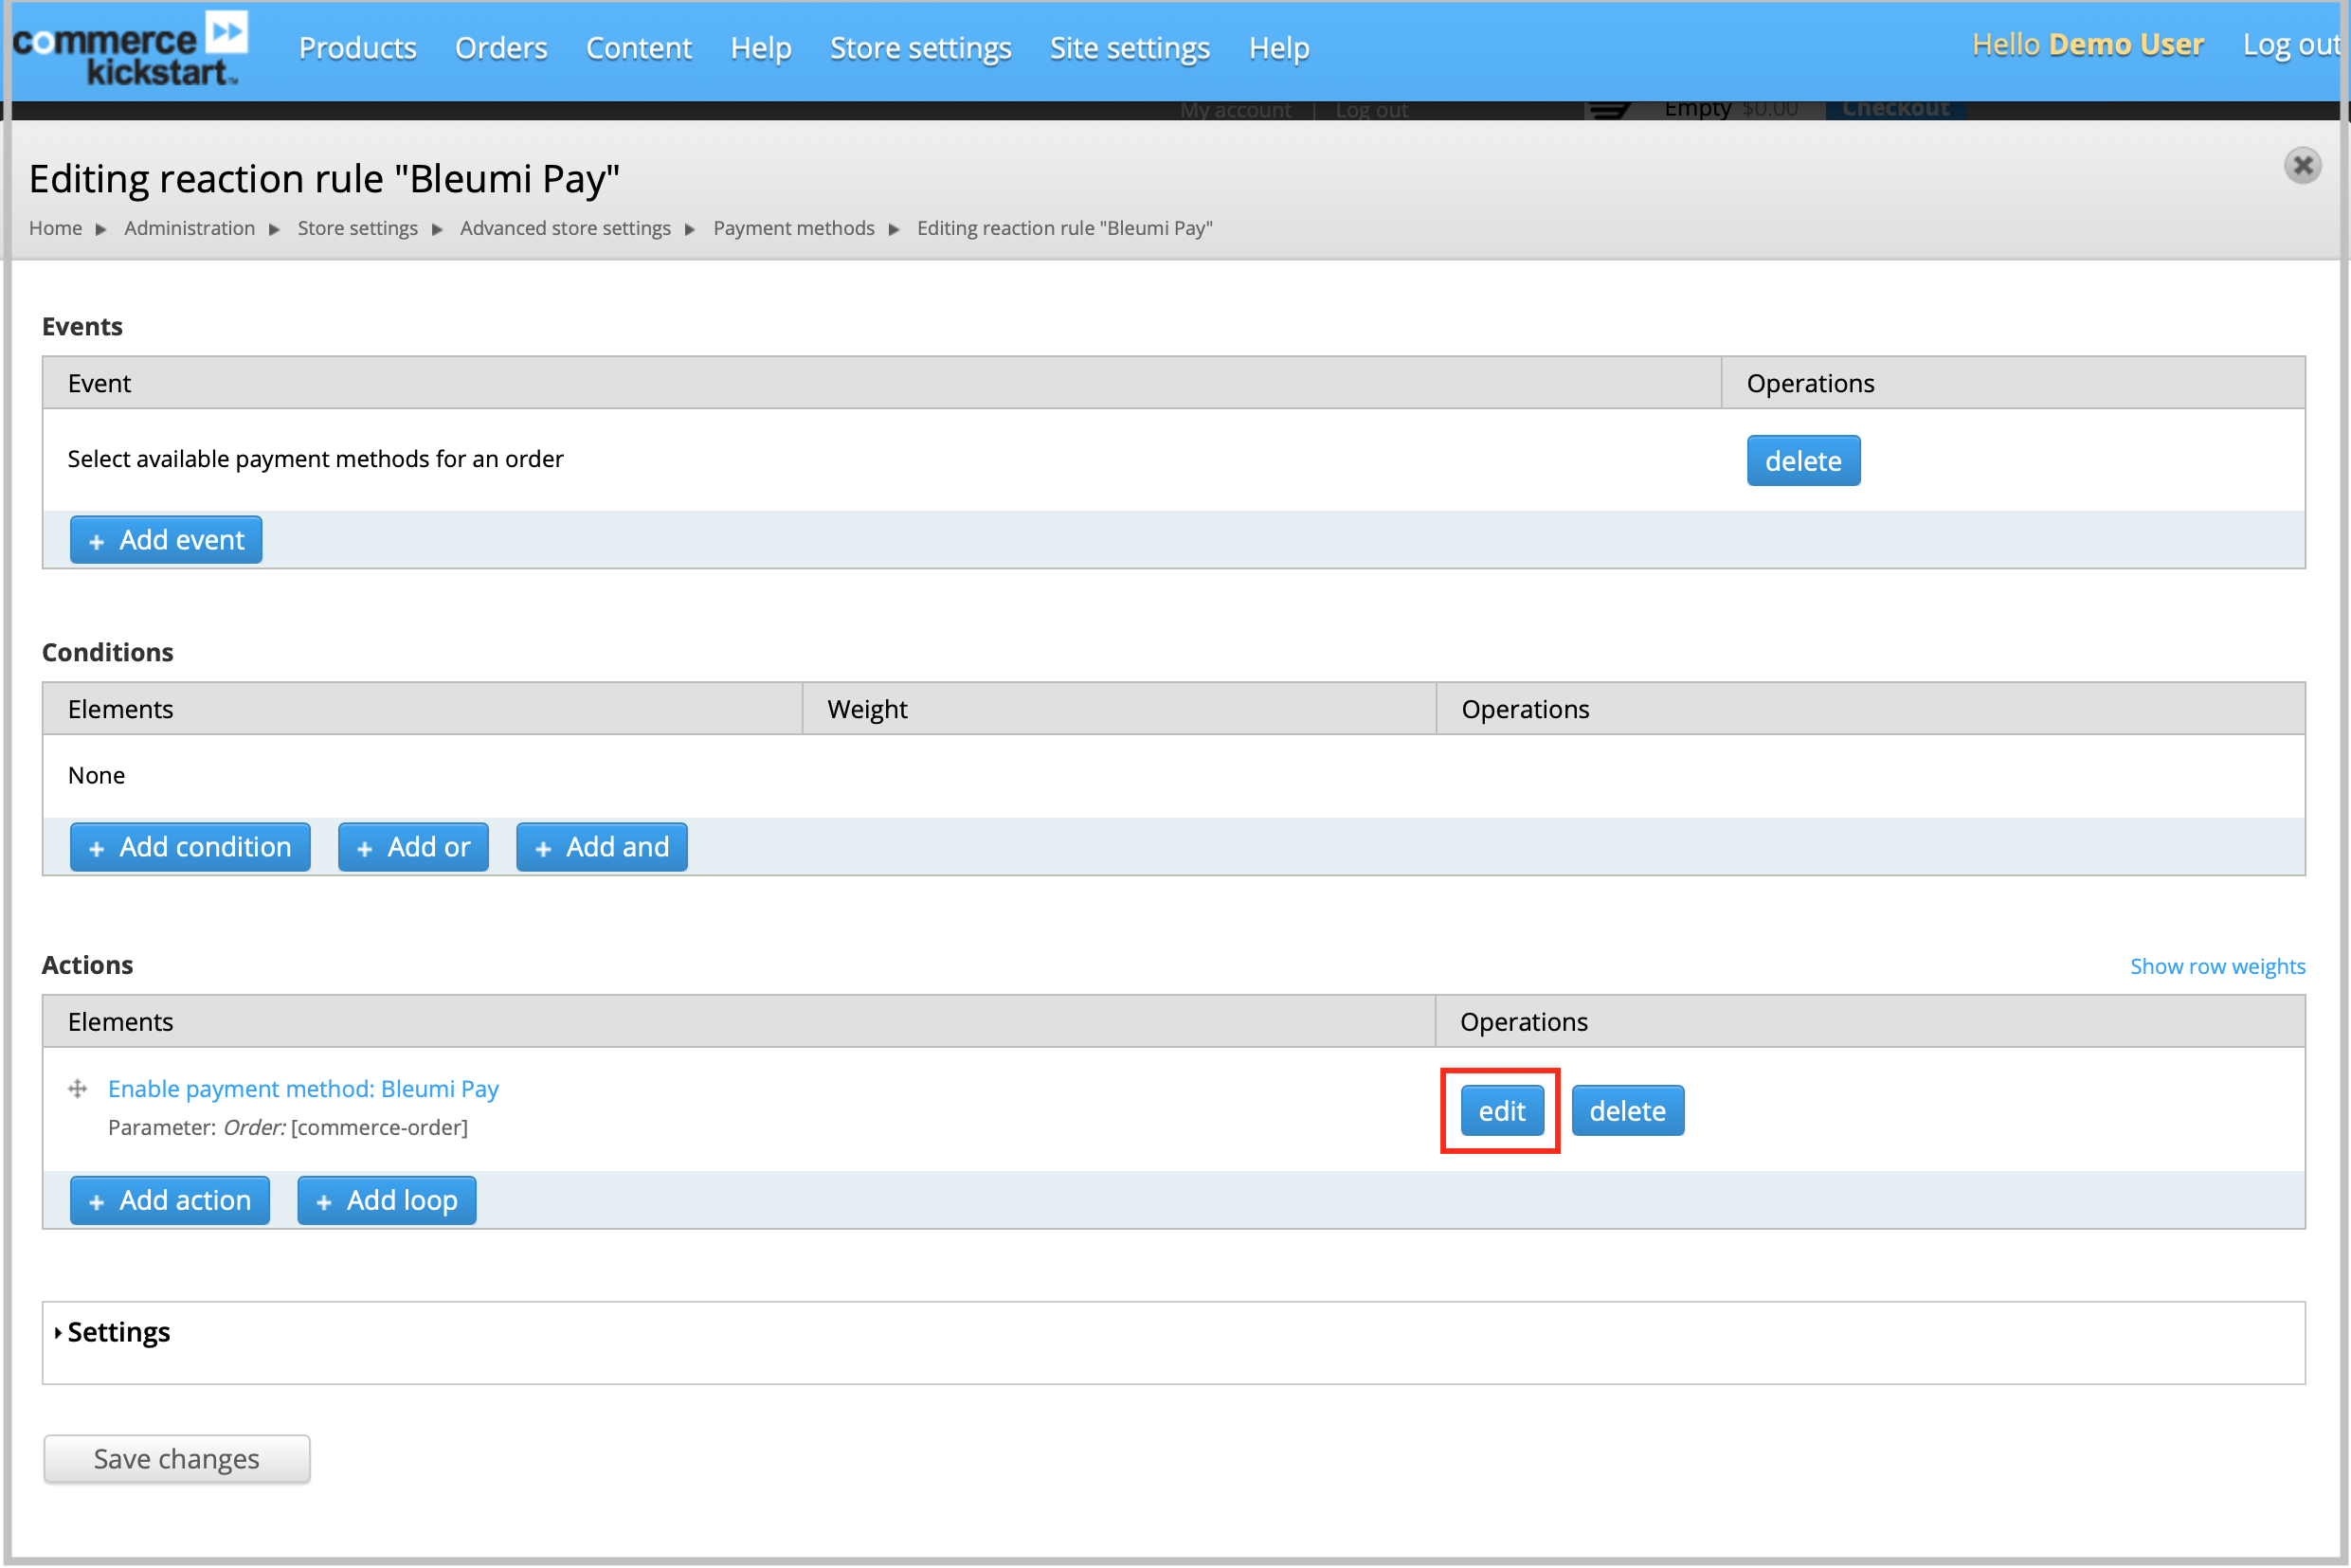 commerce kickstart™
Products Orders Content Help Store settings Site settings Help
Hello Demo User Log out
My account | Log out Empty $0.00 Checkout
Editing reaction rule "Bleumi Pay"
Home ▸ Administration ▸ Store settings ▸ Advanced store settings ▸ Payment methods ▸ Editing reaction rule "Bleumi Pay"
Events
Event Operations
Select available payment methods for an order delete
+ Add event
Conditions
Elements Weight Operations
None
+ Add condition + Add or + Add and
Actions Show row weights
Elements Operations
Enable payment method: Bleumi Pay edit delete
Parameter: Order: [commerce-order]
+ Add action + Add loop
Settings
Save changes